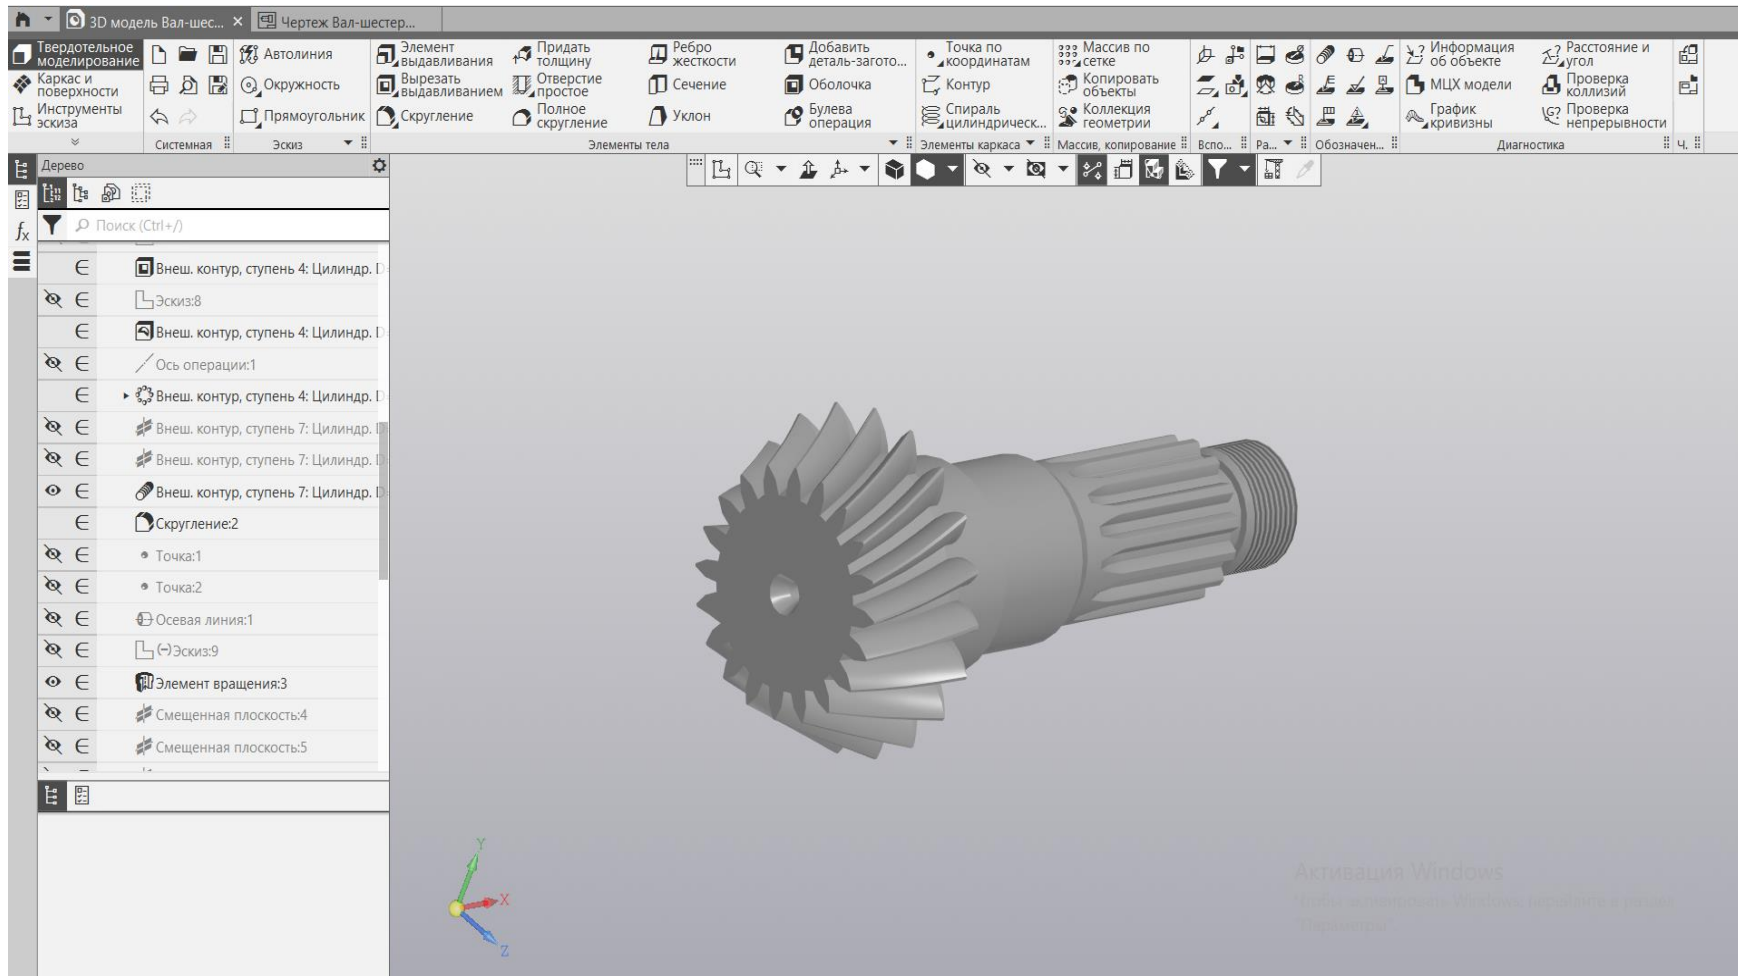 3D модель Вал-шес...
Чертеж Вал-шестер...
Твердотельное
моделирование
Каркас и
поверхности
Инструменты
эскиза
Системная
Автолиния
Окружность
Прямоугольник
Эскиз
Элемент
выдавливания
Вырезать
выдавливанием
Скругление
Придать
толщину
Отверстие
простое
Полное
скругление
Ребро
жесткости
Сечение
Уклон
Добавить
деталь-загото...
Оболочка
Булева
операция
Элементы тела
Точка по
координатам
Контур
Спираль
цилиндрическ...
Элементы каркаса
Массив по
сетке
Копировать
объекты
Коллекция
геометрии
Массив, копирование
Вспо...
Ра...
Обозначен...
Информация
об объекте
МЦХ модели
График
кривизны
Расстояние и
угол
Проверка
коллизий
Проверка
непрерывности
Диагностика
Ч.
Дерево
Поиск (Ctrl+/)
Внеш. контур, ступень 4: Цилиндр. D
Эскиз:8
Внеш. контур, ступень 4: Цилиндр. D
Ось операции:1
Внеш. контур, ступень 4: Цилиндр. D
Внеш. контур, ступень 7: Цилиндр. D
Внеш. контур, ступень 7: Цилиндр. D
Внеш. контур, ступень 7: Цилиндр. D
Скругление:2
Точка:1
Точка:2
Осевая линия:1
(-)Эскиз:9
Элемент вращения:3
Смещенная плоскость:4
Смещенная плоскость:5
Y
X
Z
Активация Windows